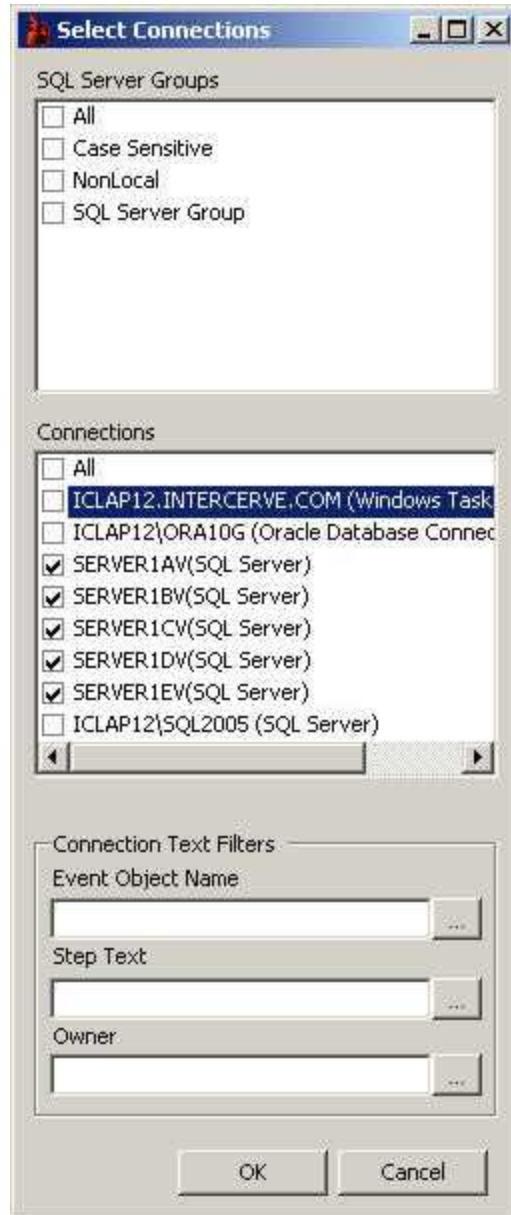 Select Connections
SQL Server Groups
All
Case Sensitive
NonLocal
SQL Server Group
Connections
All
ICLAP12.INTERCERVE.COM (Windows Task
ICLAP12\ORA10G (Oracle Database Connec
SERVER1AV(SQL Server)
SERVER1BV(SQL Server)
SERVER1CV(SQL Server)
SERVER1DV(SQL Server)
SERVER1EV(SQL Server)
ICLAP12\SQL2005 (SQL Server)
Connection Text Filters
Event Object Name
...
Step Text
...
Owner
...
OK Cancel